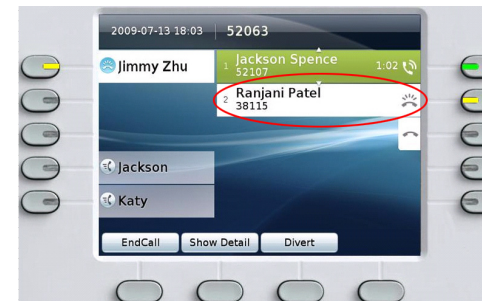 2009-07-13 18:03 52063
Jimmy Zhu
1 Jackson Spence 1:02
52107
2 Ranjani Patel
38115
Jackson
Katy
EndCall Show Detail Divert